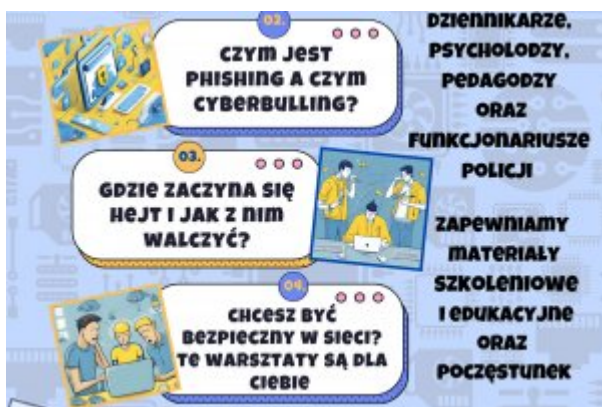 02.
CZYM JEST
PHISHING A CZYM
CYBERBULLING?
03.
GDZIE ZACZYNA SIĘ
HEJT I JAK Z NIM
WALCZYĆ?
04.
CHCESZ BYĆ
BEZPIECZNY W SIECI?
TE WARSZTATY SĄ DLA
CIEBIE
DZIENNIKARZE,
PSYCHOLODZY,
PEDAGODZY
ORAZ
FUNKCJONARIUSZE
POLICJI
ZAPEWNIAMY
MATERIAŁY
SZKOLENIOWE
I EDUKACYJNE
ORAZ
POCZĘSTUNEK